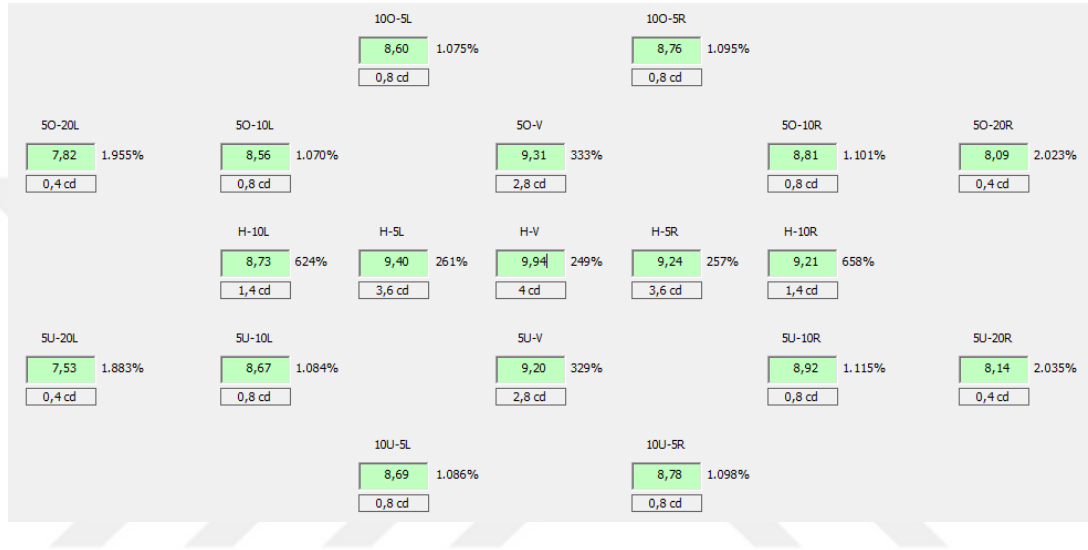 10O-5L 10O-5R
8,60 1.075% 8,76 1.095%
0,8 cd 0,8 cd
5O-20L 5O-10L 5O-V 5O-10R 5O-20R
7,82 1.955% 8,56 1.070% 9,31 333% 8,81 1.101% 8,09 2.023%
0,4 cd 0,8 cd 2,8 cd 0,8 cd 0,4 cd
H-10L H-5L H-V H-5R H-10R
8,73 624% 9,40 261% 9,94 249% 9,24 257% 9,21 658%
1,4 cd 3,6 cd 4 cd 3,6 cd 1,4 cd
5U-20L 5U-10L 5U-V 5U-10R 5U-20R
7,53 1.883% 8,67 1.084% 9,20 329% 8,92 1.115% 8,14 2.035%
0,4 cd 0,8 cd 2,8 cd 0,8 cd 0,4 cd
10U-5L 10U-5R
8,69 1.086% 8,78 1.098%
0,8 cd 0,8 cd